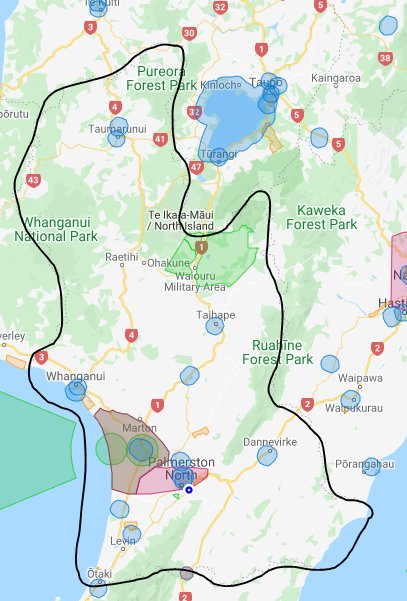 Te Kuiti
32
5
3
30
1
38
Pureora
Forest Park
Kinloch
Taupo
Kaingaroa
4
32
5
Taumarunui
41
5
Tūrangi
47
43
Te Ika-a-Māui
/ North Island
Kaweka
Forest Park
Whanganui
National Park
1
Raetihi
Ohakune
Waiouru
Military Area
Taihape
4
Ruahine
Forest Park
2
3
Whanganui
1
2
Waipawa
Waipukurau
Marton
Dannevirke
Palmerston
North
Pōrangahau
Levin
Ōtaki
2